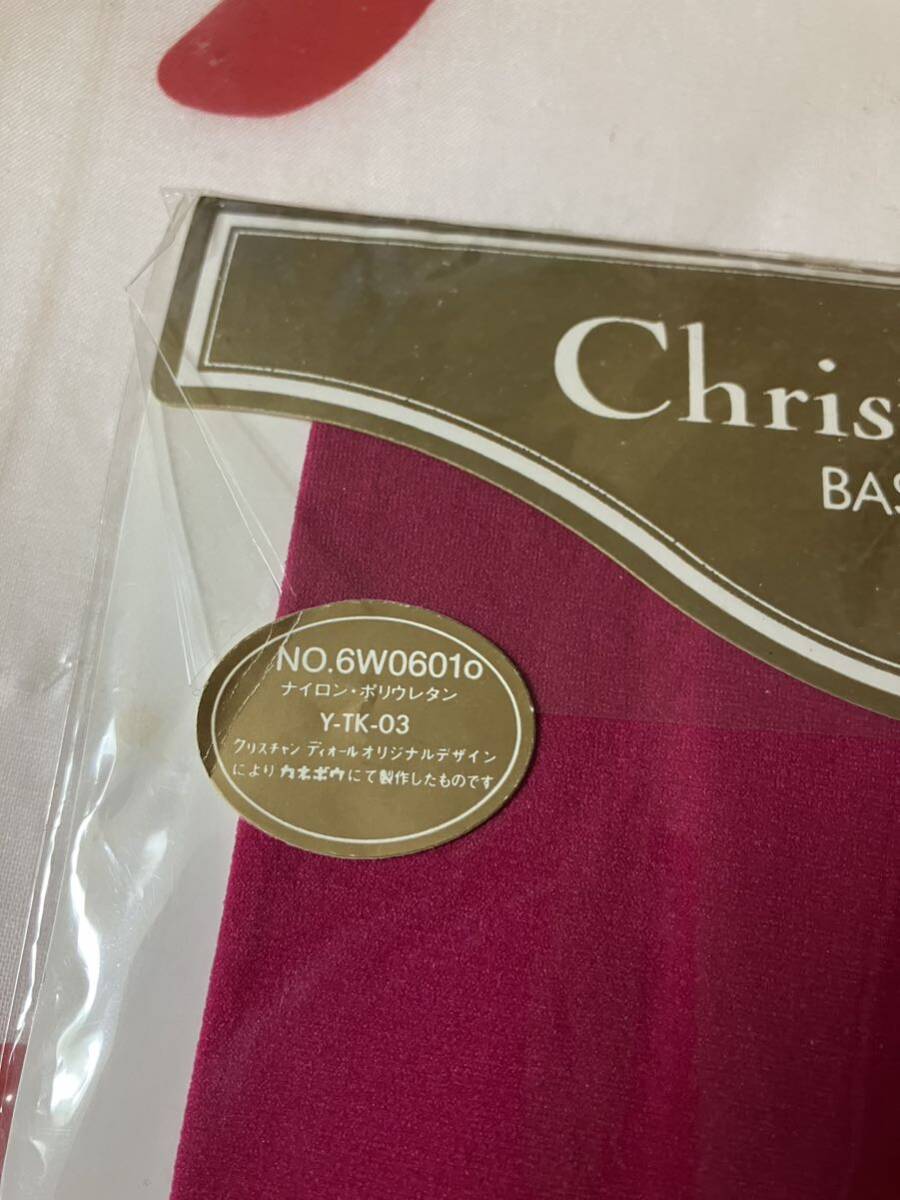 Chris
BAS
NO.6W0601o
ナイロン・ポリウレタン
Y-TK-03
クリスチャン ディオールオリジナルデザイン
により カネボウにて製作したものです